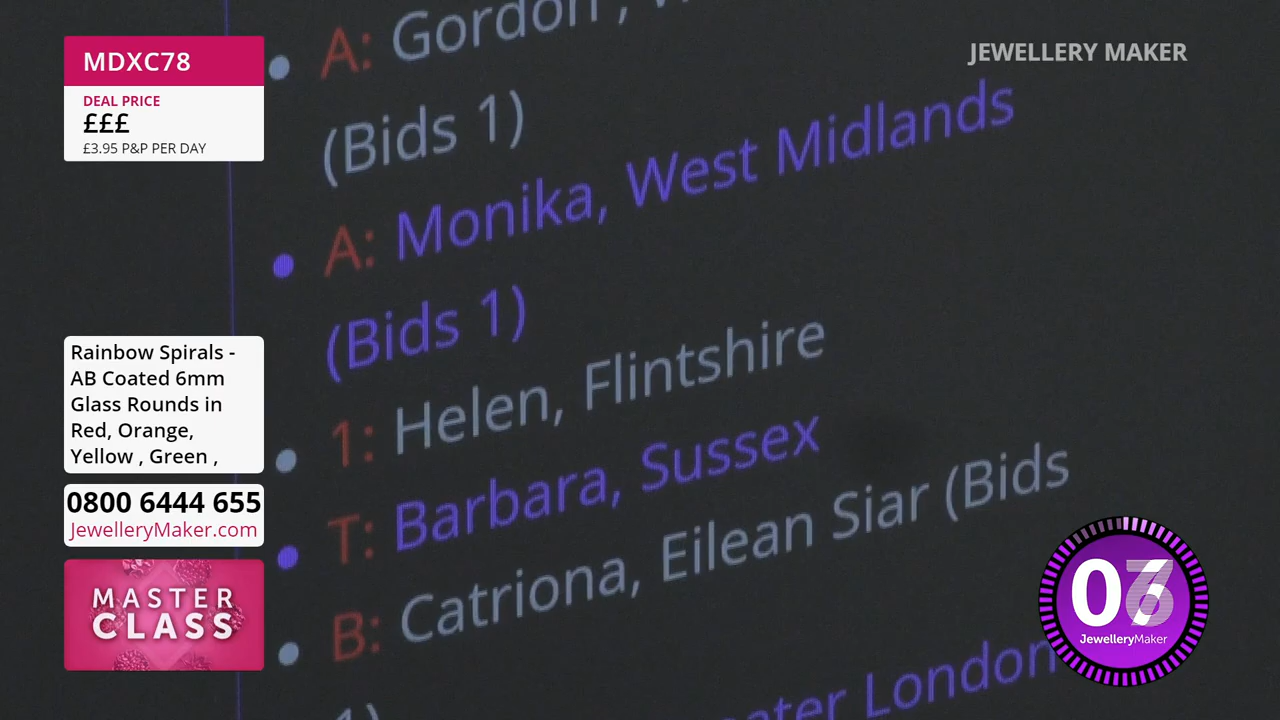 MDXC78
DEAL PRICE
£££
£3.95 P&P PER DAY
JEWELLERY MAKER
A: Gordon ,
(Bids 1)
A: Monika, West Midlands
(Bids 1)
1: Helen, Flintshire
T: Barbara, Sussex
B: Catriona, Eilean Siar (Bids
1)
London
Rainbow Spirals -
AB Coated 6mm
Glass Rounds in
Red, Orange,
Yellow , Green ,
0800 6444 655
JewelleryMaker.com
MASTER
CLASS
JewelleryMaker